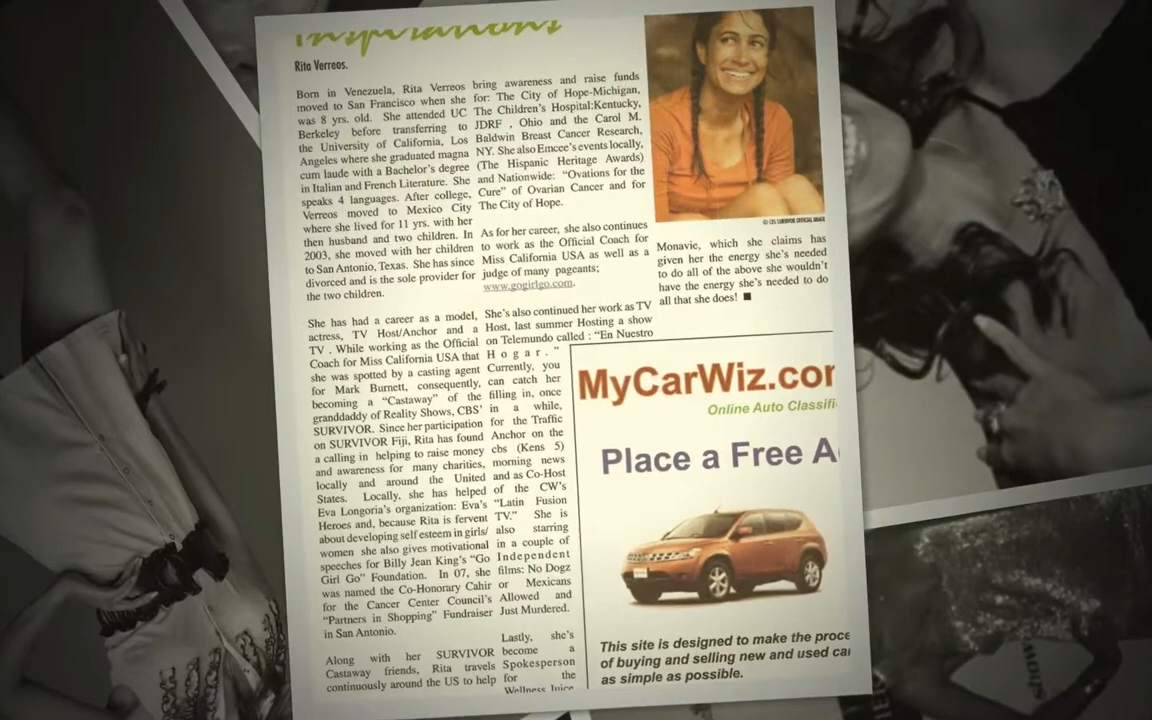 Inspirations
Rita Verreos.
Born in Venezuela, Rita Verreos
moved to San Francisco when she
was 8 yrs. old. She attended UC
Berkeley before transferring to
the University of California, Los
Angeles where she graduated magna
cum laude with a Bachelor's degree
in Italian and French Literature. She
speaks 4 languages. After college,
Verreos moved to Mexico City
where she lived for 11 yrs. with her
then husband and two children. In
2003, she moved with her children
to San Antonio, Texas. She has since
divorced and is the sole provider for
the two children.
She has had a career as a model,
actress, TV Host/Anchor and a
TV . While working as the Official
Coach for Miss California USA that
she was spotted by a casting agent
for Mark Burnett, consequently,
becoming a "Castaway" of the
granddaddy of Reality Shows, CBS'
SURVIVOR. Since her participation
on SURVIVOR Fiji, Rita has found
a calling in helping to raise money
and awareness for many charities,
locally and around the United
States. Locally, she has helped
Eva Longoria's organization: Eva's
Heroes and, because Rita is fervent
about developing self esteem in girls/
women she also gives motivational
speeches for Billy Jean King's "Go
Girl Go" Foundation. In 07, she
was named the Co-Honorary Cahir
for the Cancer Center Council's
"Partners in Shopping" Fundraiser
in San Antonio.
Along with her SURVIVOR
Castaway friends, Rita travels
continuously around the US to help
bring awareness and raise funds
for: The City of Hope-Michigan,
The Children's Hospital:Kentucky,
JDRF , Ohio and the Carol M.
Baldwin Breast Cancer Research,
NY. She also Emcee's events locally,
(The Hispanic Heritage Awards)
and Nationwide: "Ovations for the
Cure" of Ovarian Cancer and for
The City of Hope.
As for her career, she also continues
to work as the Official Coach for
Miss California USA as well as a
judge of many pageants;
www.gogirlgo.com.
She's also continued her work as TV
Host, last summer Hosting a show
on Telemundo called : "En Nuestro
Hogar."
Currently, you
can catch her
filling in, once
in a while,
for the Traffic
Anchor on the
cbs (Kens 5)
morning news
and as Co-Host
of the CW's
"Latin Fusion
TV." She is
also starring
in a couple of
Independent
films: No Dogz
or Mexicans
Allowed and
Just Murdered.
Lastly, she's
become a
Spokesperson
for the
Wellness Juice
© CBS SURVIVOR OFFICIAL IMAGE
Monavic, which she claims has
given her the energy she's needed
to do all of the above she wouldn't
have the energy she's needed to do
all that she does! ■
MyCarWiz.com
Online Auto Classifi
Place a Free A
This site is designed to make the proce
of buying and selling new and used car
as simple as possible.